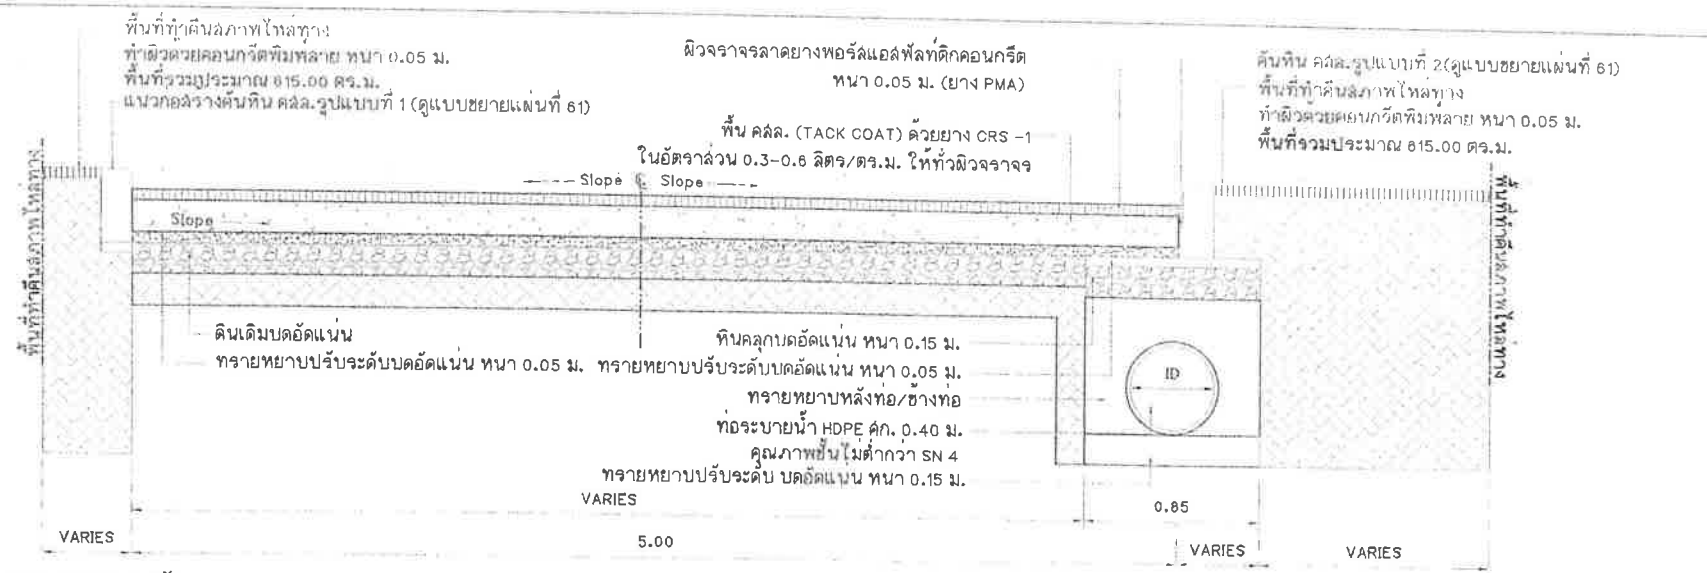 พื้นที่ทำคืนสภาพไหล่ทาง
ทำผิวด้วยคอนกรีตพิมพ์ลาย หนา 0.05 ม.
พื้นที่รวมประมาณ 615.00 ตร.ม.
แนวก่อสร้างคันหิน คสล.รูปแบบที่ 1 (ดูแบบขยายแผ่นที่ 61)
ผิวจราจรลาดยางพอรัสแอสฟัลท์ติกคอนกรีต
หนา 0.05 ม. (ยาง PMA)
พื้น คสล. (TACK COAT) ด้วยยาง CRS -1
ในอัตราส่วน 0.3-0.6 ลิตร/ตร.ม. ให้ทั่วผิวจราจร
คันหิน คสล.รูปแบบที่ 2(ดูแบบขยายแผ่นที่ 61)
พื้นที่ทำคืนสภาพไหล่ทาง
ทำผิวด้วยคอนกรีตพิมพ์ลาย หนา 0.05 ม.
พื้นที่รวมประมาณ 615.00 ตร.ม.
Slope
Slope
Slope
พื้นที่ทำคืนสภาพไหล่ทาง
พื้นที่ทำคืนสภาพไหล่ทาง
ดินเดิมบดอัดแน่น
ทรายหยาบปรับระดับบดอัดแน่น หนา 0.05 ม.
หินคลุกบดอัดแน่น หนา 0.15 ม.
ทรายหยาบปรับระดับบดอัดแน่น หนา 0.05 ม.
ทรายหยาบหลังท่อ/ข้างท่อ
ท่อระบายน้ำ HDPE ศก. 0.40 ม.
คุณภาพชั้นไม่ต่ำกว่า SN 4
ทรายหยาบปรับระดับ บดอัดแน่น หนา 0.15 ม.
ID
VARIES
0.85
VARIES
5.00
VARIES
VARIES